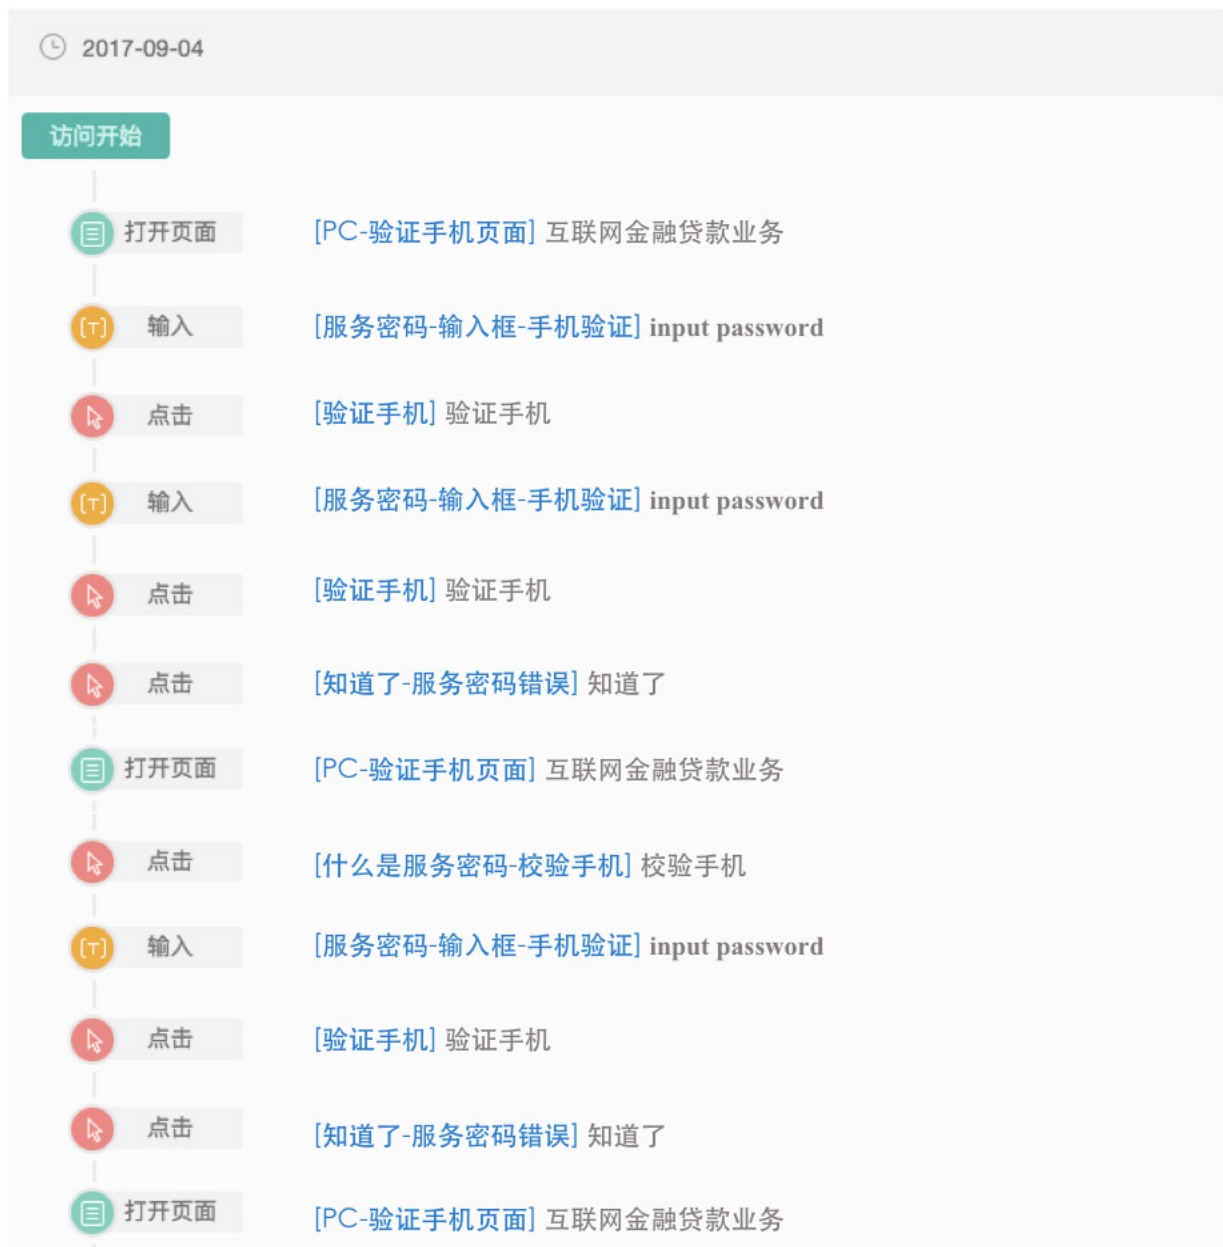 2017-09-04
访问开始
打开页面 [PC-验证手机页面] 互联网金融贷款业务
输入 [服务密码-输入框-手机验证] input password
点击 [验证手机] 验证手机
输入 [服务密码-输入框-手机验证] input password
点击 [验证手机] 验证手机
点击 [知道了-服务密码错误] 知道了
打开页面 [PC-验证手机页面] 互联网金融贷款业务
点击 [什么是服务密码-校验手机] 校验手机
输入 [服务密码-输入框-手机验证] input password
点击 [验证手机] 验证手机
点击 [知道了-服务密码错误] 知道了
打开页面 [PC-验证手机页面] 互联网金融贷款业务